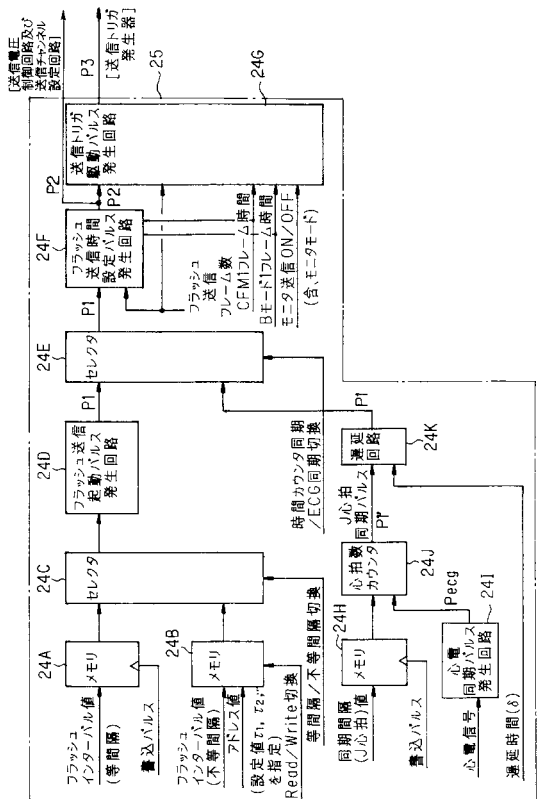 [送信電圧
制御回路及び
送信チャンネル
設定回路]
P3
[送信トリガ
発生器]
25
24G
送信トリガ
駆動パルス
発生回路
P2
P2
24F
フラッシュ
送信時間
設定パルス
発生回路
フラッシュ
送信
フレーム数
CFM1フレーム時間
Bモード1フレーム時間
モニタ送信ON/OFF
(含、モニタモード)
P1
24E
セレクタ
P1
24D
フラッシュ送信
起動パルス
発生回路
時間カウンタ同期
/ECG同期切換
P1
24K
遅延
回路
24C
セレクタ
J心拍
同期パルス
P1'
24J
心拍数
カウンタ
24A
メモリ
24B
メモリ
等間隔/不等間隔切換
24H
メモリ
Pecg
24I
心電
同期パルス
発生回路
フラッシュ
インターバル値
(等間隔)
書込パルス
フラッシュ
インターバル値
(不等間隔)
アドレス値
(設定値τ1, τ2,…
を指定)
Read/Write切換
同期間隔
(J心拍)値
書込パルス
心電信号
遅延時間(δ)